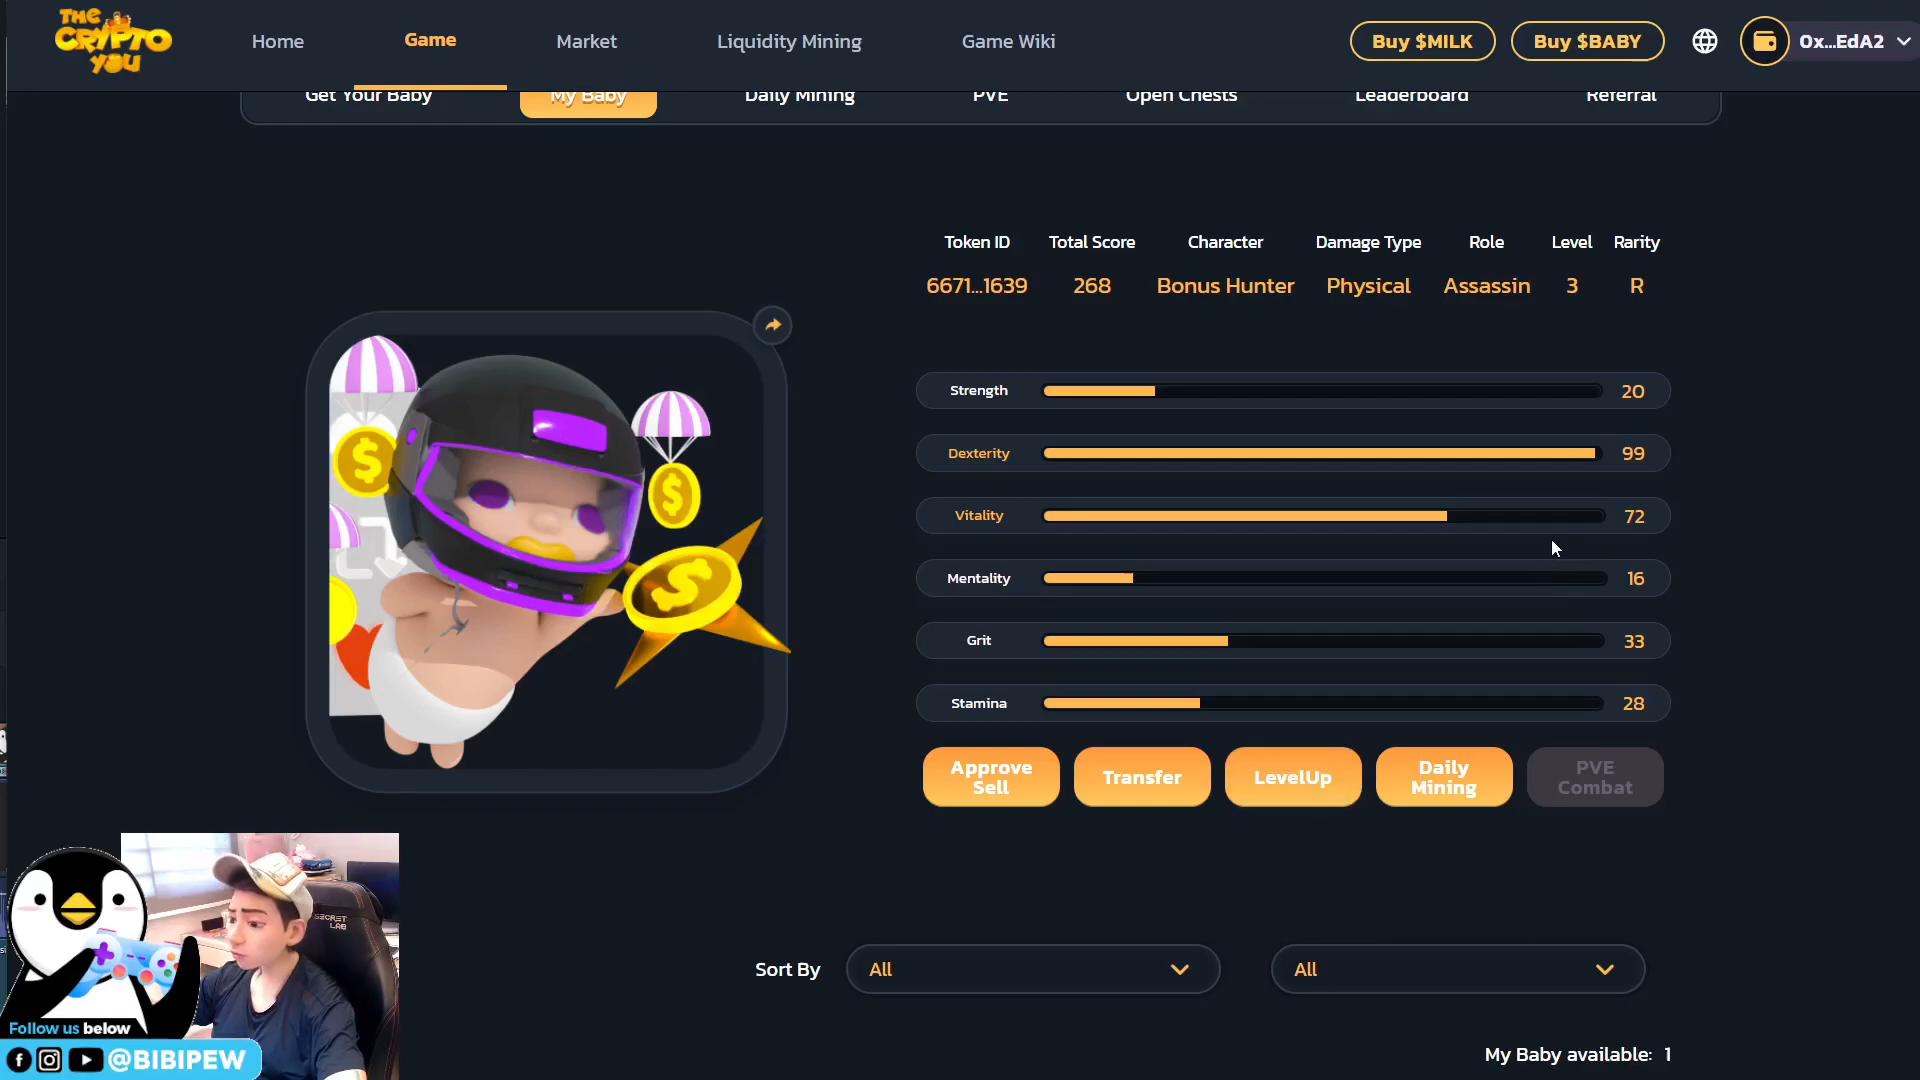 THE
CRYPTO
YOU
Home
Game
Market
Liquidity Mining
Game Wiki
Buy $MILK
Buy $BABY
0x...EdA2
Get Your Baby
My Baby
Daily Mining
PVE
Open Chests
Leaderboard
Referral
Token ID
Total Score
Character
Damage Type
Role
Level
Rarity
6671...1639
268
Bonus Hunter
Physical
Assassin
3
R
Strength
20
Dexterity
99
Vitality
72
Mentality
16
Grit
33
Stamina
28
Approve
Sell
Transfer
LevelUp
Daily
Mining
PVE
Combat
SECRET
LAB
Sort By
All
All
Follow us below
@BIBIPEW
My Baby available: 1